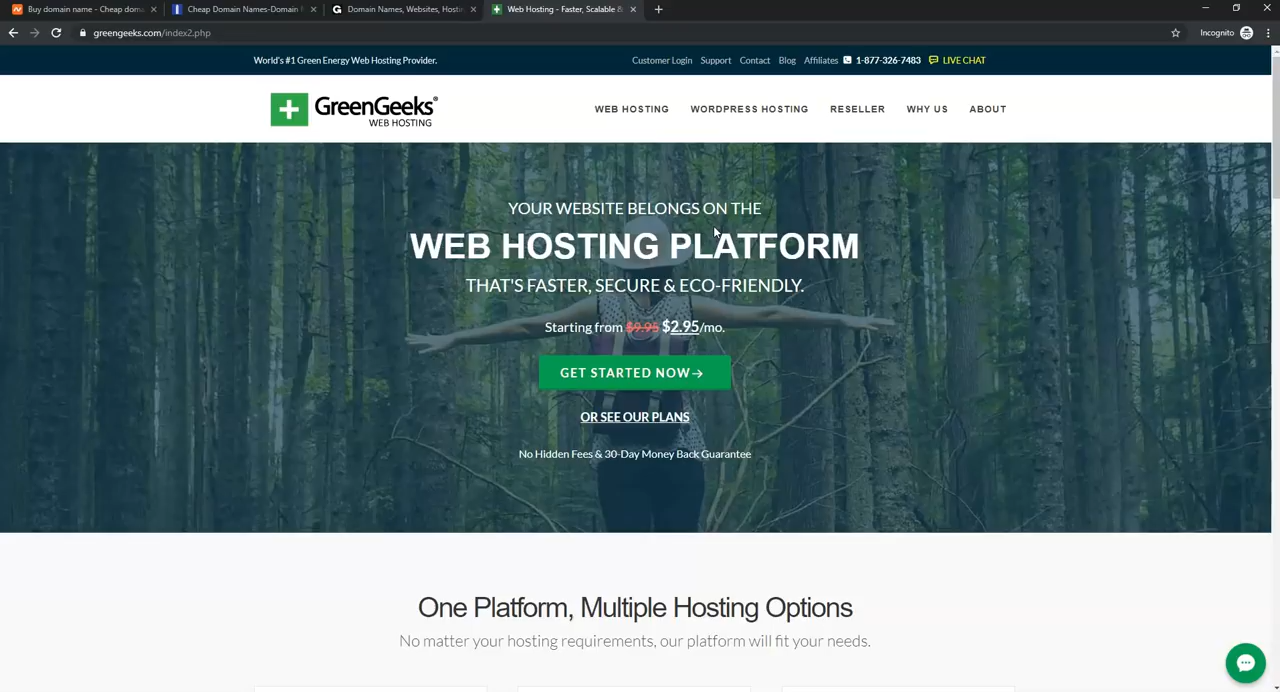 Buy domain name - Cheap doma
Cheap Domain Names-Domain
Domain Names, Websites, Hostin
Web Hosting - Faster, Scalable &
greengeeks.com/index2.php
Incognito
World's #1 Green Energy Web Hosting Provider.
Customer Login Support Contact Blog Affiliates 1-877-326-7483 LIVE CHAT
GreenGeeks®
WEB HOSTING
WEB HOSTING WORDPRESS HOSTING RESELLER WHY US ABOUT
YOUR WEBSITE BELONGS ON THE
WEB HOSTING PLATFORM
THAT'S FASTER, SECURE & ECO-FRIENDLY.
Starting from $9.95 $2.95/mo.
GET STARTED NOW→
OR SEE OUR PLANS
No Hidden Fees & 30-Day Money Back Guarantee
One Platform, Multiple Hosting Options
No matter your hosting requirements, our platform will fit your needs.